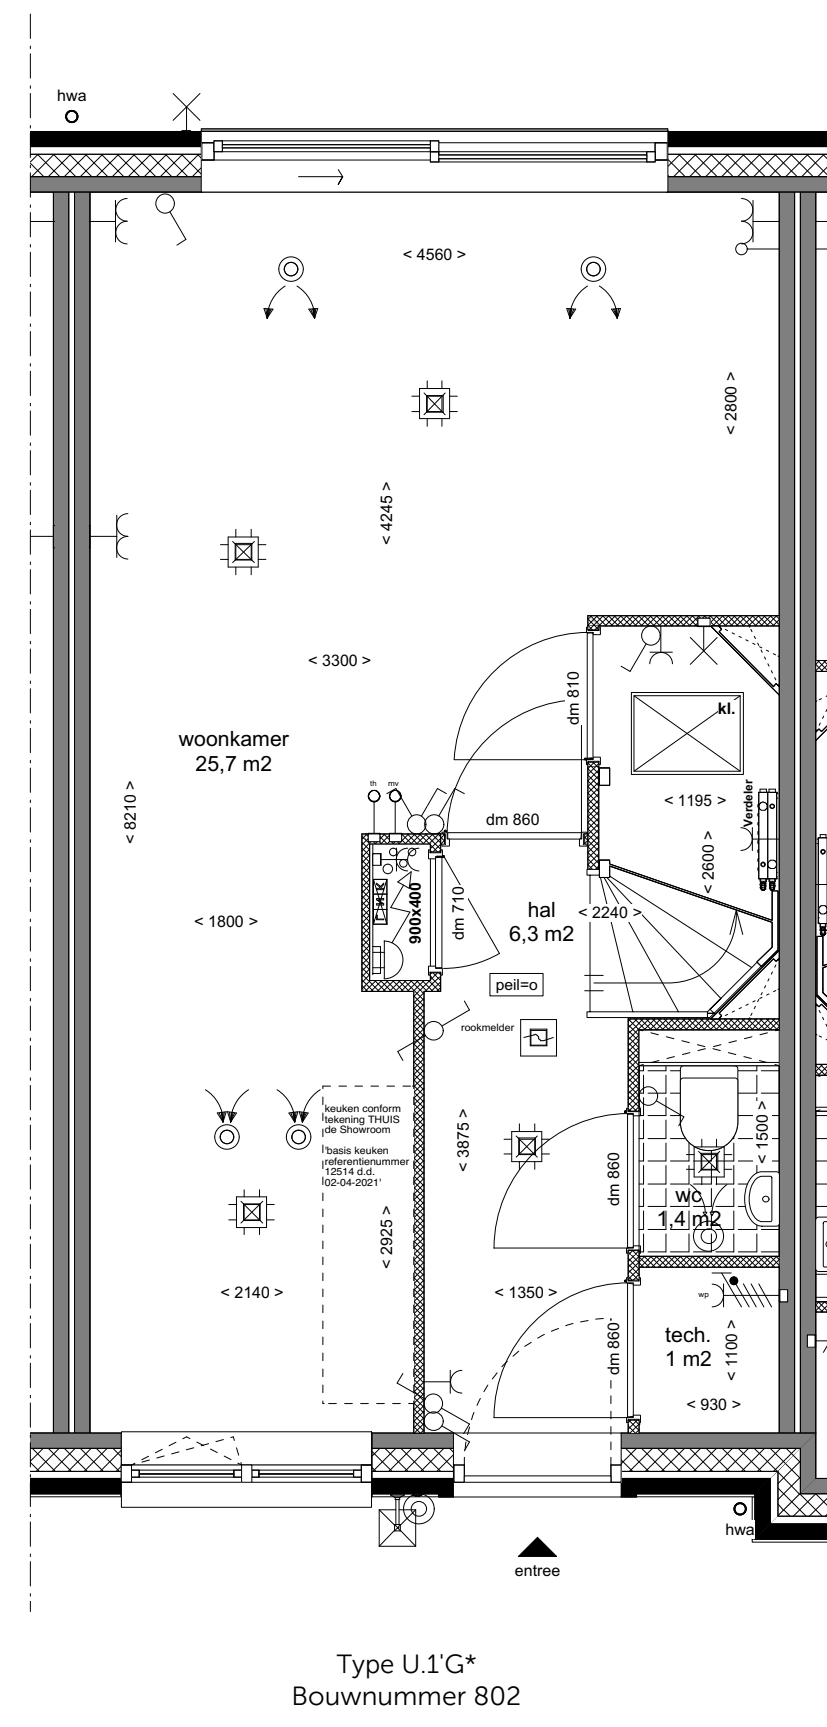 hwa
< 4560 >
< 2800 >
< 4245 >
< 3300 >
dm 810
kl.
woonkamer
25,7 m2
th
mv
< 8210 >
dm 860
< 1195 >
Verdeler
< 2600 >
900x400
dm 710
hal
6,3 m2
< 2240 >
< 1800 >
peil=o
rookmelder
keuken conform
tekening THUIS
de Showroom
'basis keuken
referentienummer
12514 d.d.
02-04-2021'
< 3875 >
< 1500 >
dm 860
wc
1,4 m2
< 2925 >
< 2140 >
< 1350 >
wp
dm 860
tech.
1 m2
< 1100 >
< 930 >
hwa
entree
Type U.1'G*
Bouwnummer 802